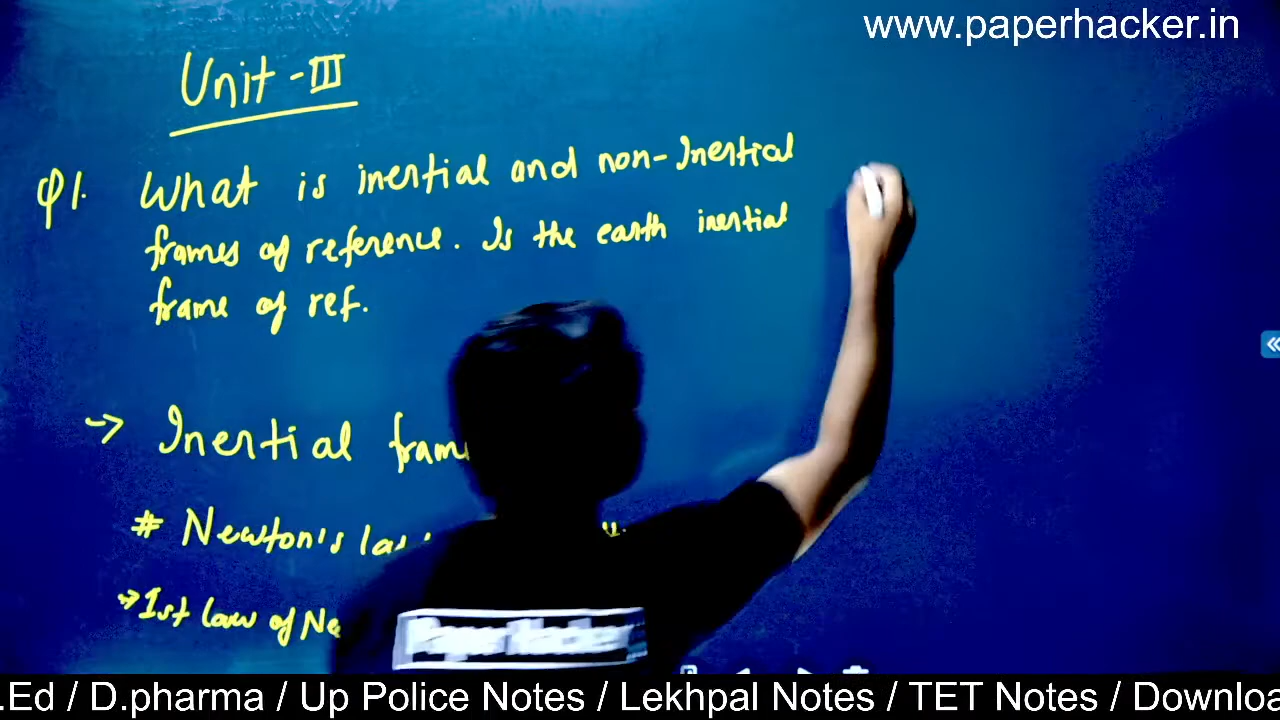 www.paperhacker.in
Unit-III
Q1. What is inertial and non-Inertial
frames of reference. Is the earth inertial
frame of ref.
→ Inertial fram
# Newton's la
→ Ist law of Ne
PaperHacker
.Ed / D.pharma / Up Police Notes / Lekhpal Notes / TET Notes / Downloa